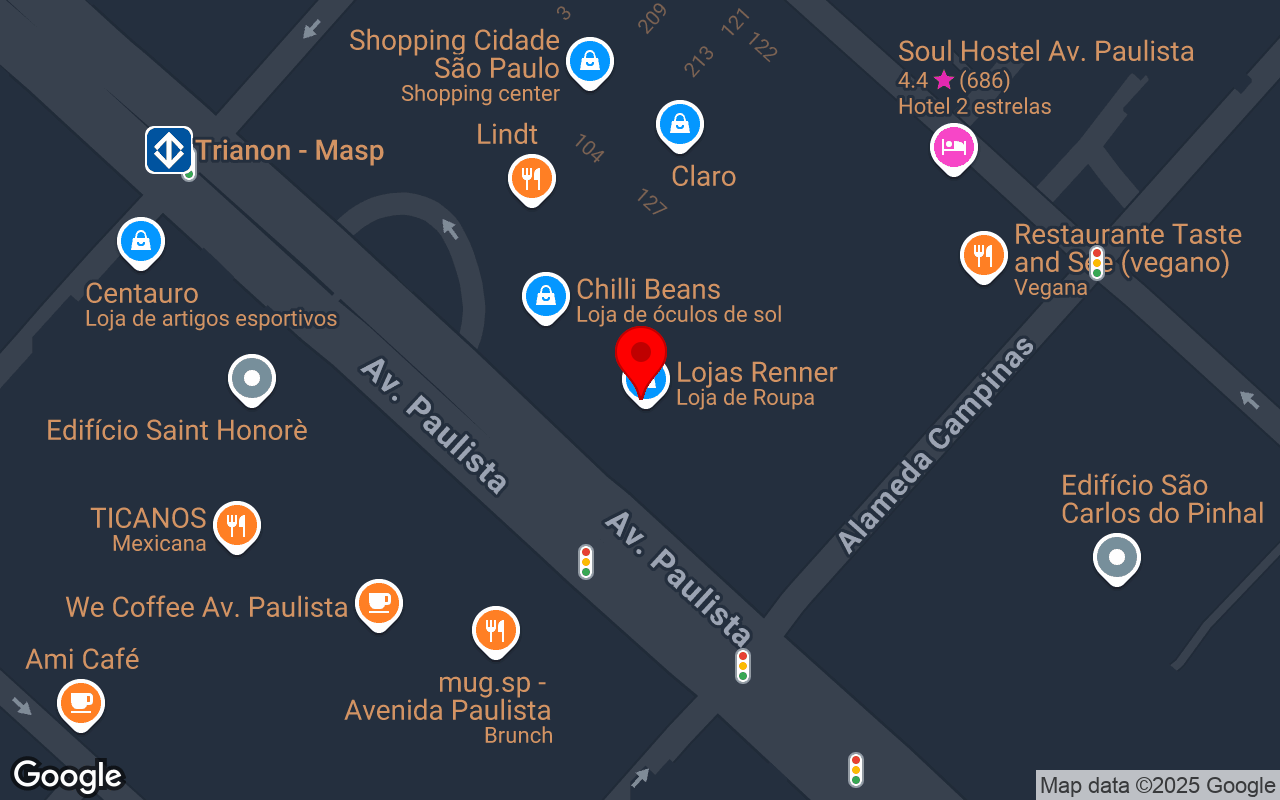 3
209
121
122
213
104
127
Shopping Cidade
São Paulo
Shopping center
Soul Hostel Av. Paulista
4.4 ★ (686)
Hotel 2 estrelas
Lindt
Claro
Trianon - Masp
Restaurante Taste
and See (vegano)
Vegana
Centauro
Loja de artigos esportivos
Chilli Beans
Loja de óculos de sol
Lojas Renner
Loja de Roupa
Edifício Saint Honorè
Av. Paulista
Alameda Campinas
Edifício São
Carlos do Pinhal
TICANOS
Mexicana
Av. Paulista
We Coffee Av. Paulista
Ami Café
mug.sp -
Avenida Paulista
Brunch
Google
Map data ©2025 Google